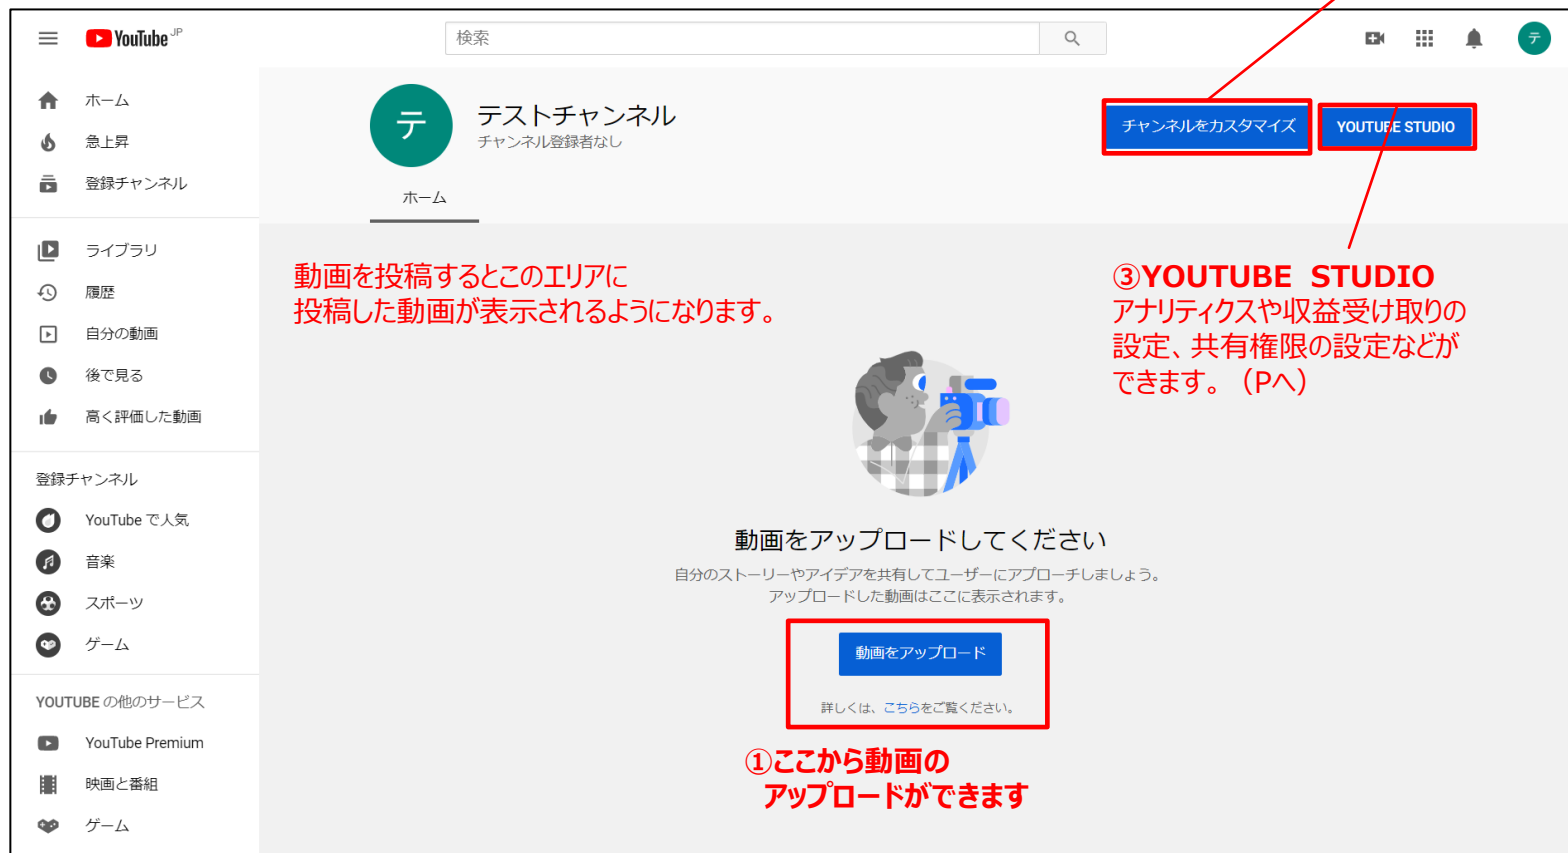 YouTube JP
検索
テ
ホーム
急上昇
登録チャンネル
ライブラリ
履歴
自分の動画
後で見る
高く評価した動画
登録チャンネル
YouTube で人気
音楽
スポーツ
ゲーム
YOUTUBE の他のサービス
YouTube Premium
映画と番組
ゲーム
テ
テストチャンネル
チャンネル登録者なし
チャンネルをカスタマイズ
YOUTUBE STUDIO
ホーム
動画を投稿するとこのエリアに
投稿した動画が表示されるようになります。
③YOUTUBE STUDIO
アナリティクスや収益受け取りの
設定、共有権限の設定などが
できます。（Pへ）
動画をアップロードしてください
自分のストーリーやアイデアを共有してユーザーにアプローチしましょう。
アップロードした動画はここに表示されます。
動画をアップロード
詳しくは、こちらをご覧ください。
①ここから動画の
アップロードができます